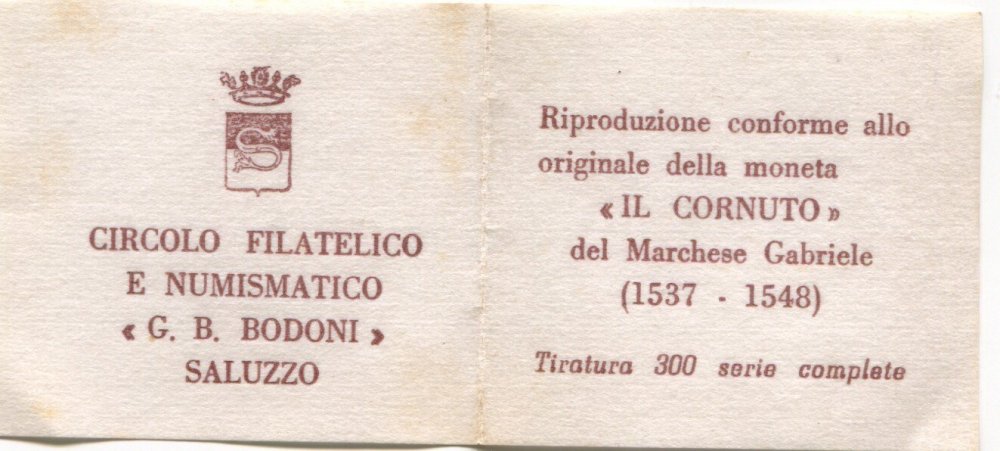 CIRCOLO FILATELICO
E NUMISMATICO
« G. B. BODONI »
SALUZZO
Riproduzione conforme allo
originale della moneta
« IL CORNUTO »
del Marchese Gabriele
(1537 - 1548)
Tiratura 300 serie complete